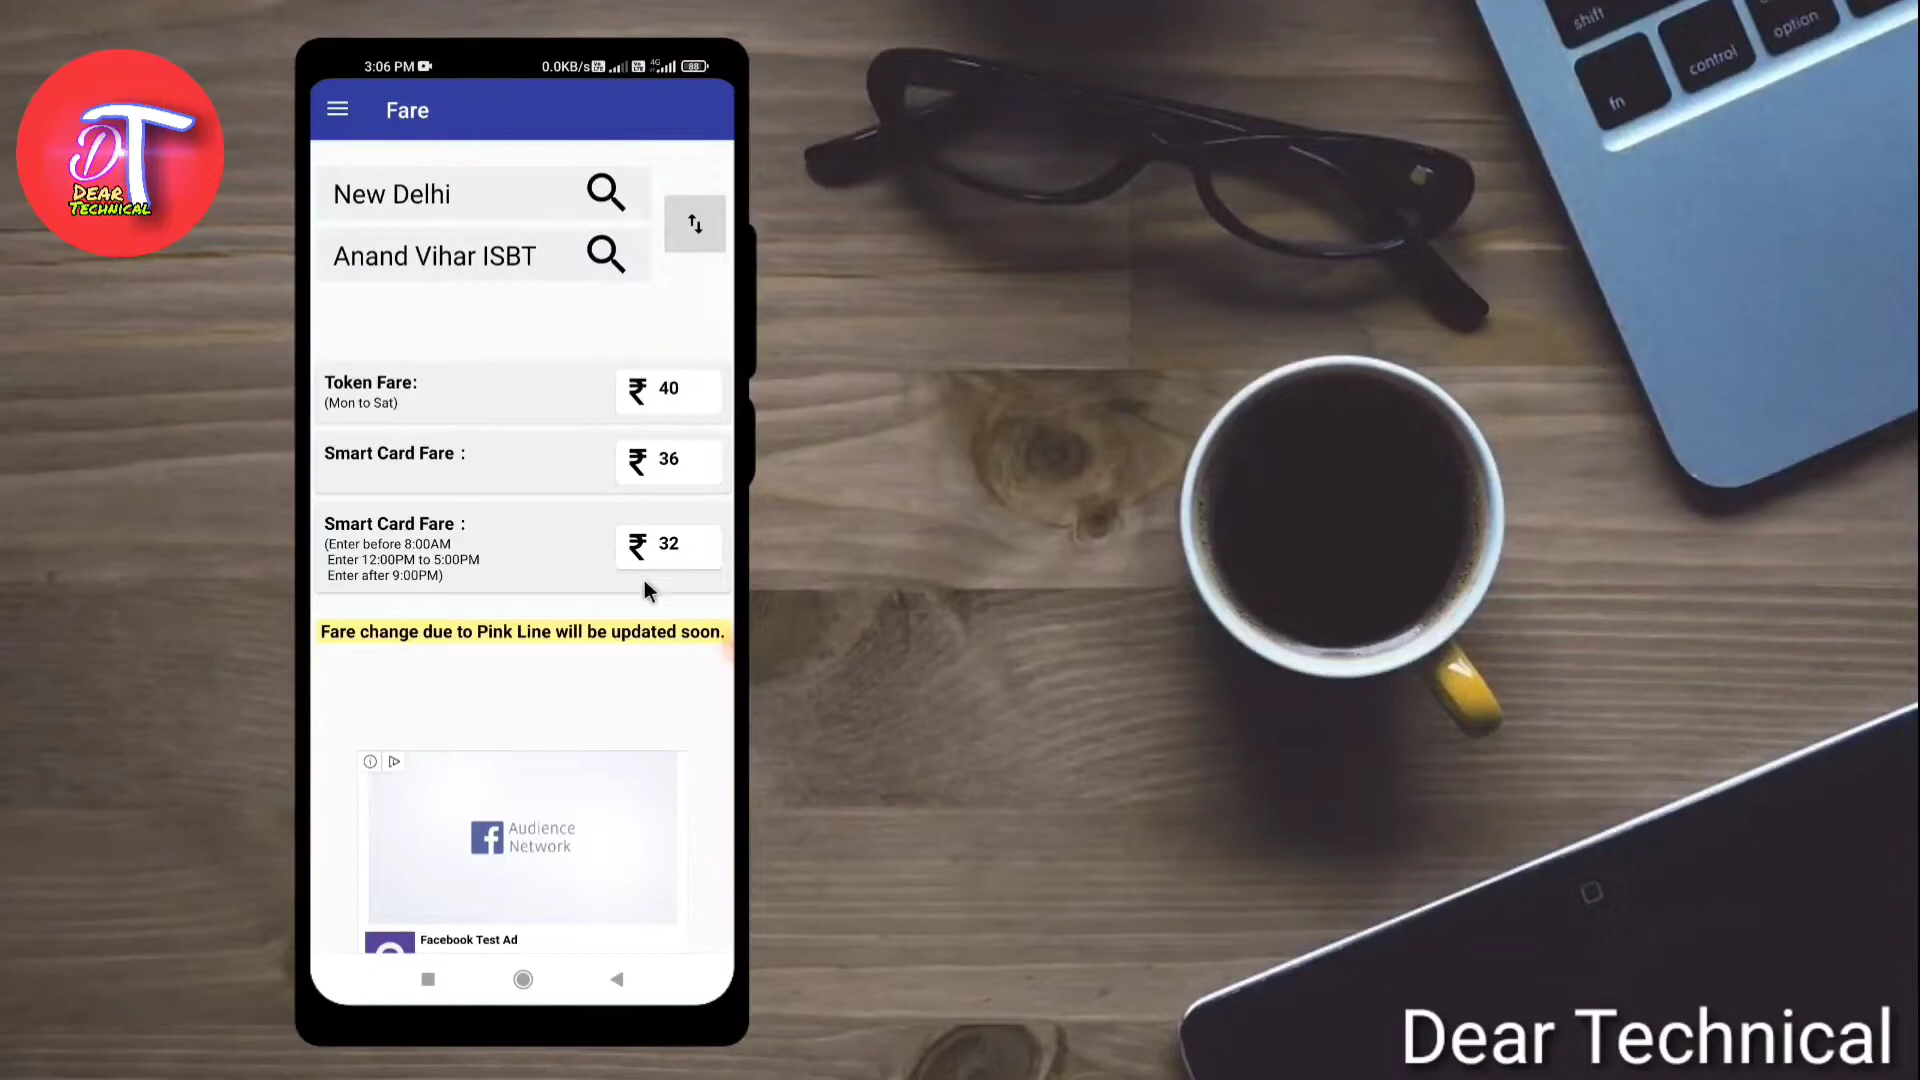 3:06 PM
0.0KB/s
4G
88
Fare
New Delhi
Anand Vihar ISBT
Token Fare:
(Mon to Sat)
₹ 40
Smart Card Fare :
₹ 36
Smart Card Fare :
(Enter before 8:00AM
Enter 12:00PM to 5:00PM
Enter after 9:00PM)
₹ 32
Fare change due to Pink Line will be updated soon.
Audience
Network
Facebook Test Ad
DT
DEAR
TECHNICAL
shift
option
control
fn
Dear Technical